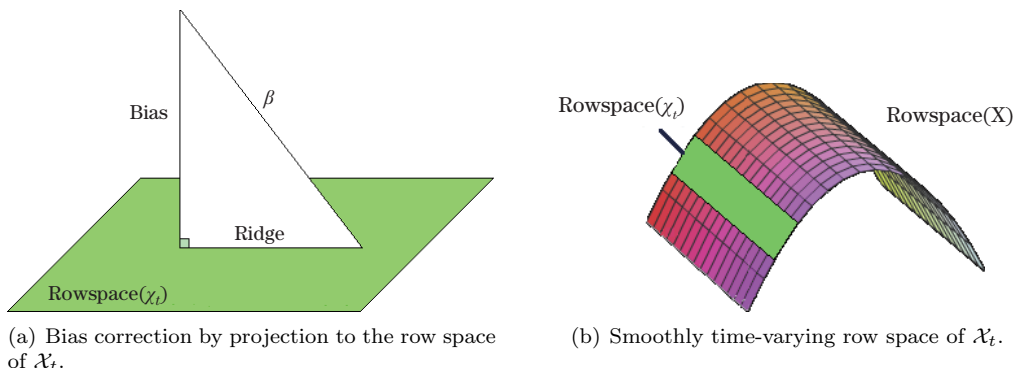 Bias
β
Ridge
Rowspace(χₜ)
(a) Bias correction by projection to the row space
of 𝒳ₜ.
Rowspace(χₜ)
Rowspace(X)
(b) Smoothly time-varying row space of 𝒳ₜ.